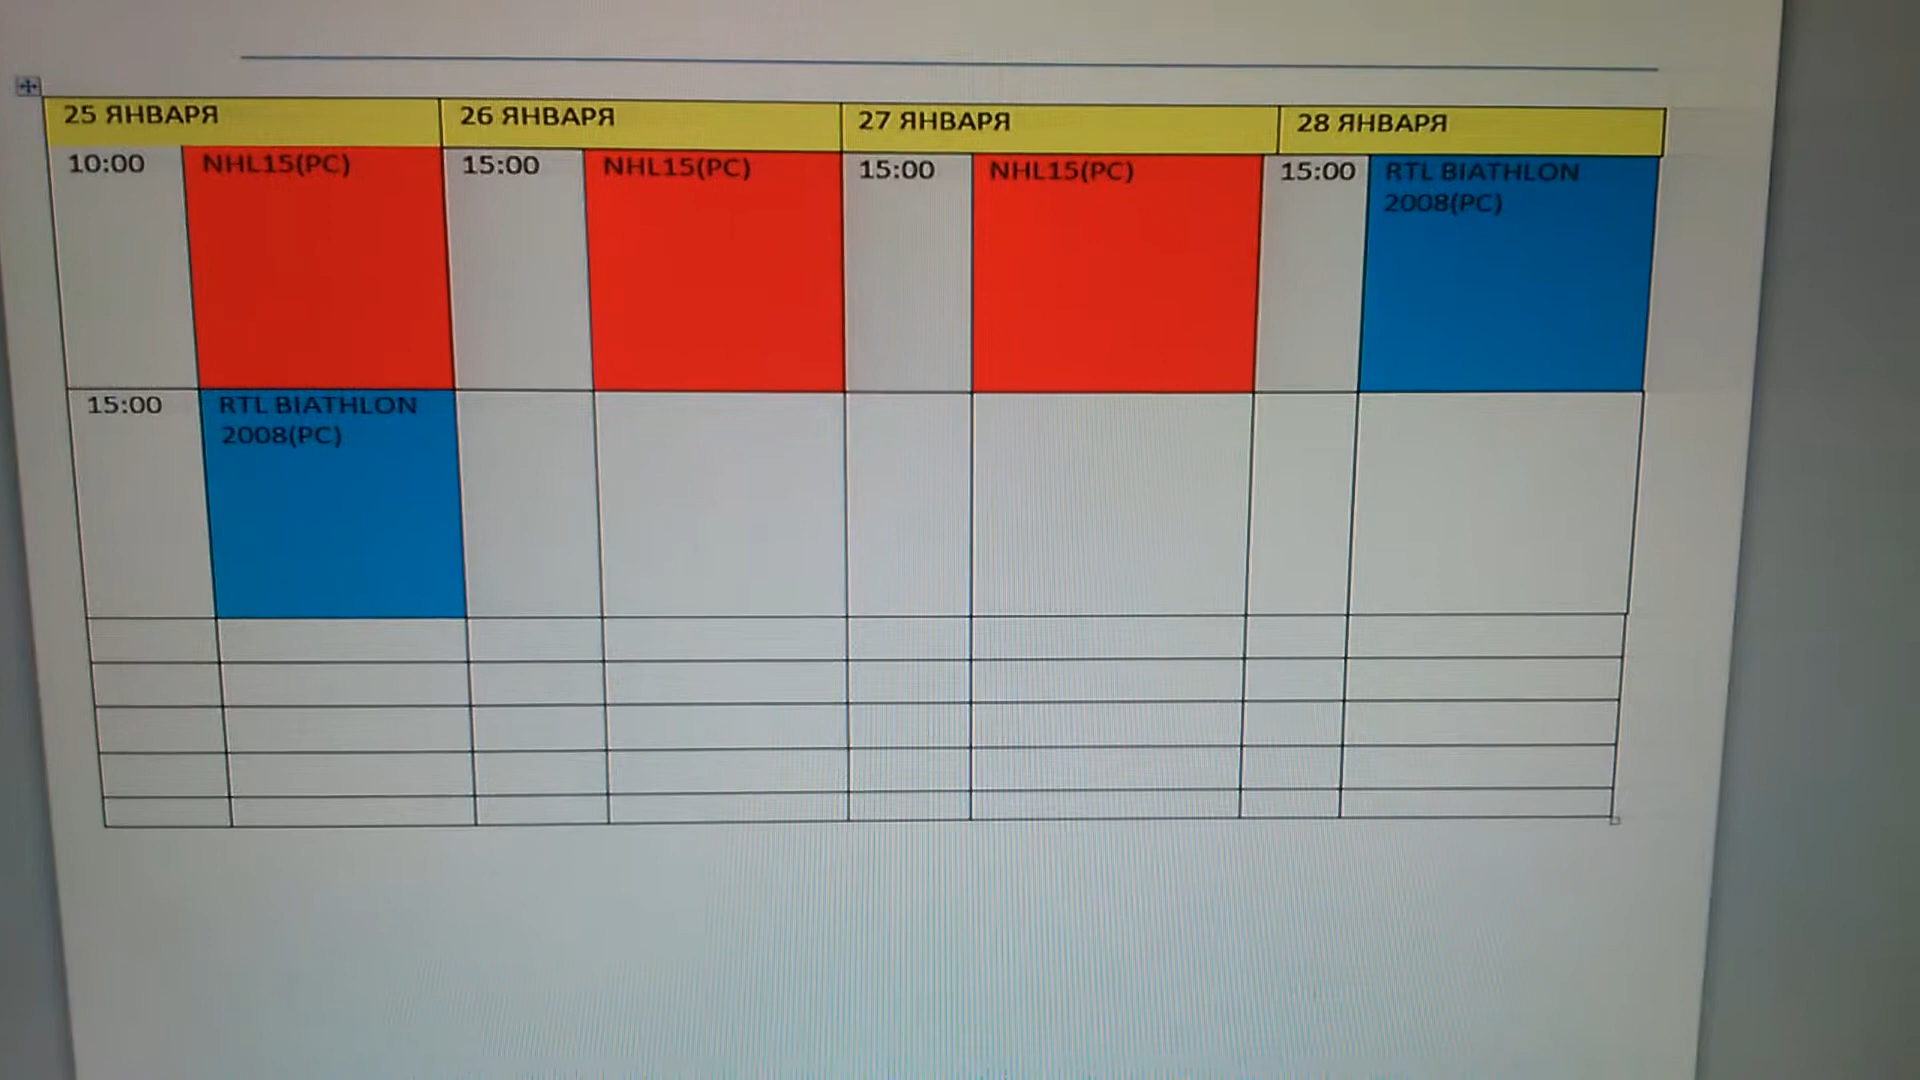 25 ЯНВАРЯ 26 ЯНВАРЯ 27 ЯНВАРЯ 28 ЯНВАРЯ
10:00 NHL15(PC) 15:00 NHL15(PC) 15:00 NHL15(PC) 15:00 RTL BIATHLON
2008(PC)
15:00 RTL BIATHLON
2008(PC)